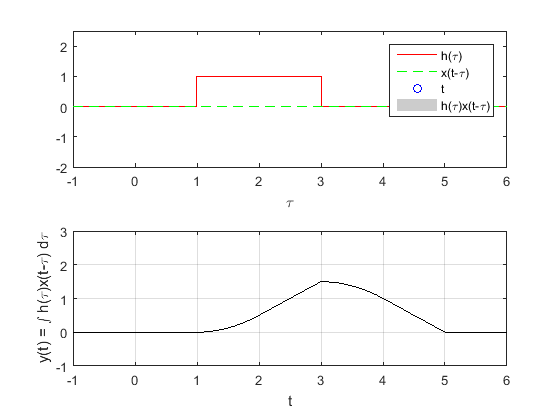 2
1
0
-1
-2
h(τ)
x(t-τ)
t
h(τ)x(t-τ)
-1 0 1 2 3 4 5 6
τ
y(t) = ∫ h(τ)x(t-τ) dτ
3
2
1
0
-1
-1 0 1 2 3 4 5 6
t